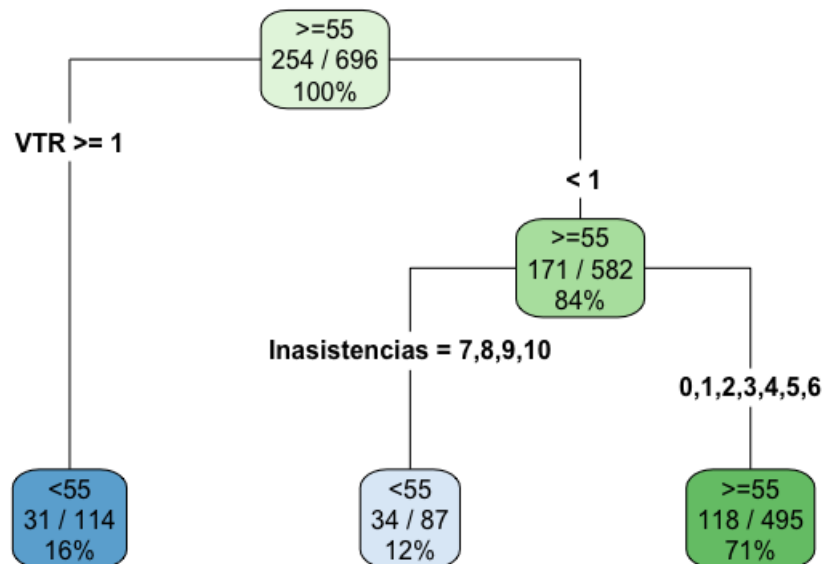 >=55
254 / 696
100%
VTR >= 1
< 1
>=55
171 / 582
84%
Inasistencias = 7,8,9,10
0,1,2,3,4,5,6
<55
31 / 114
16%
<55
34 / 87
12%
>=55
118 / 495
71%